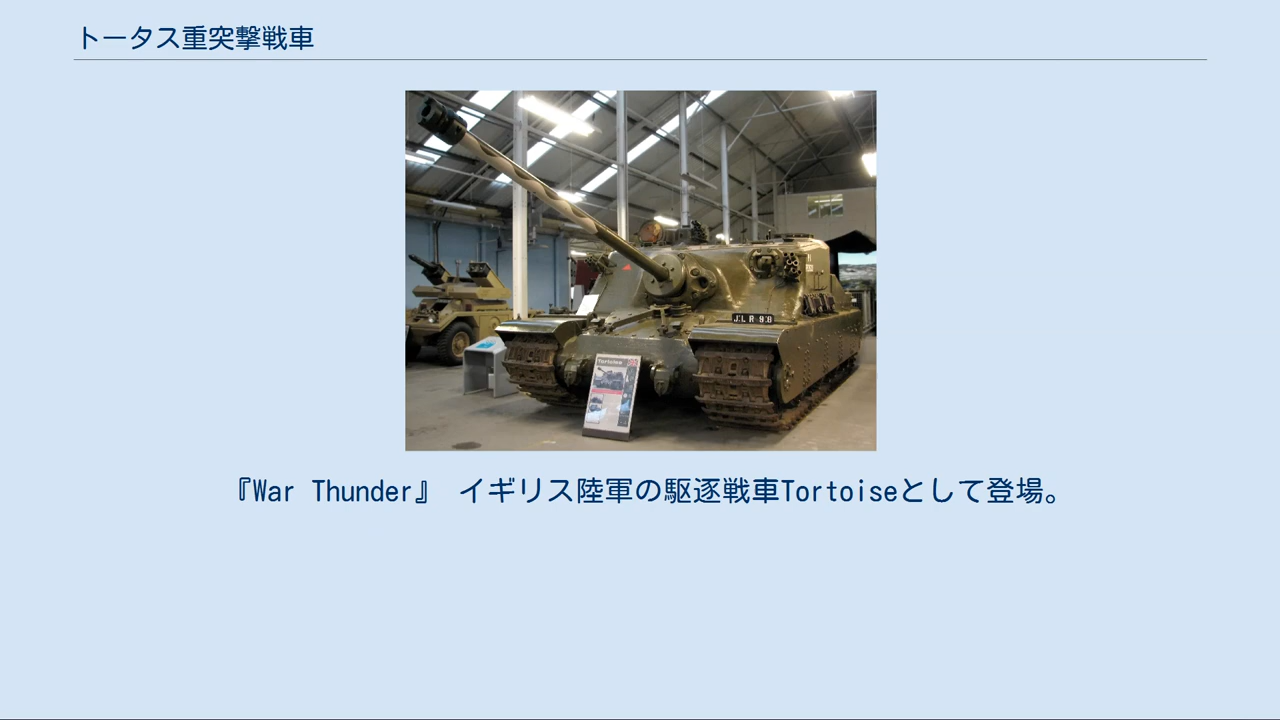 トータス重突撃戦車
Tortoise
『War Thunder』 イギリス陸軍の駆逐戦車Tortoiseとして登場。